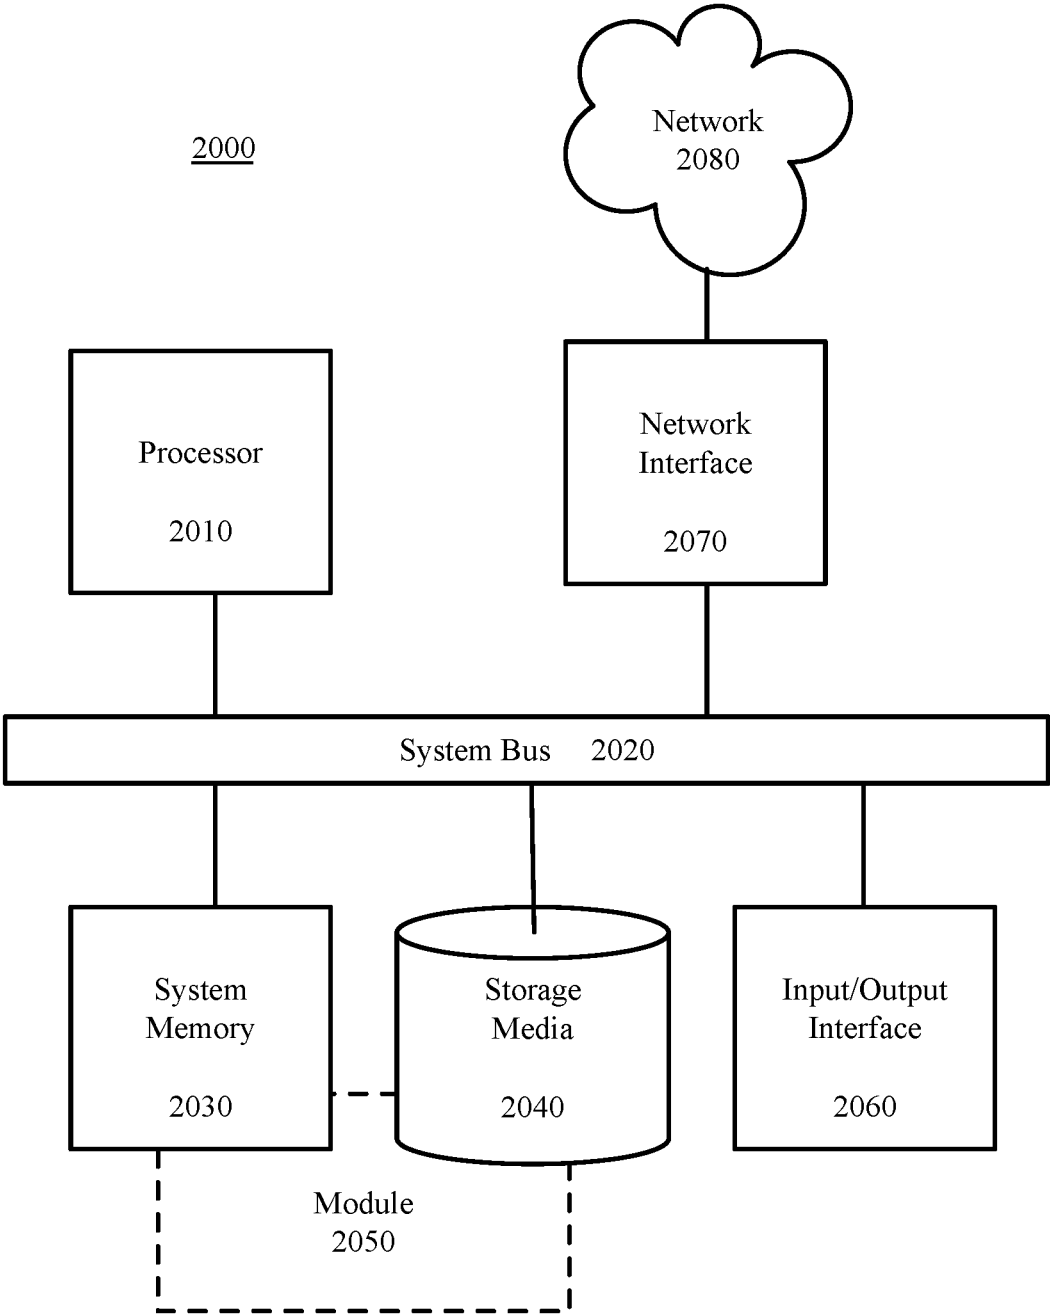 Network
2080
2000
Processor
2010
Network
Interface
2070
System Bus 2020
System
Memory
2030
Storage
Media
2040
Input/Output
Interface
2060
Module
2050